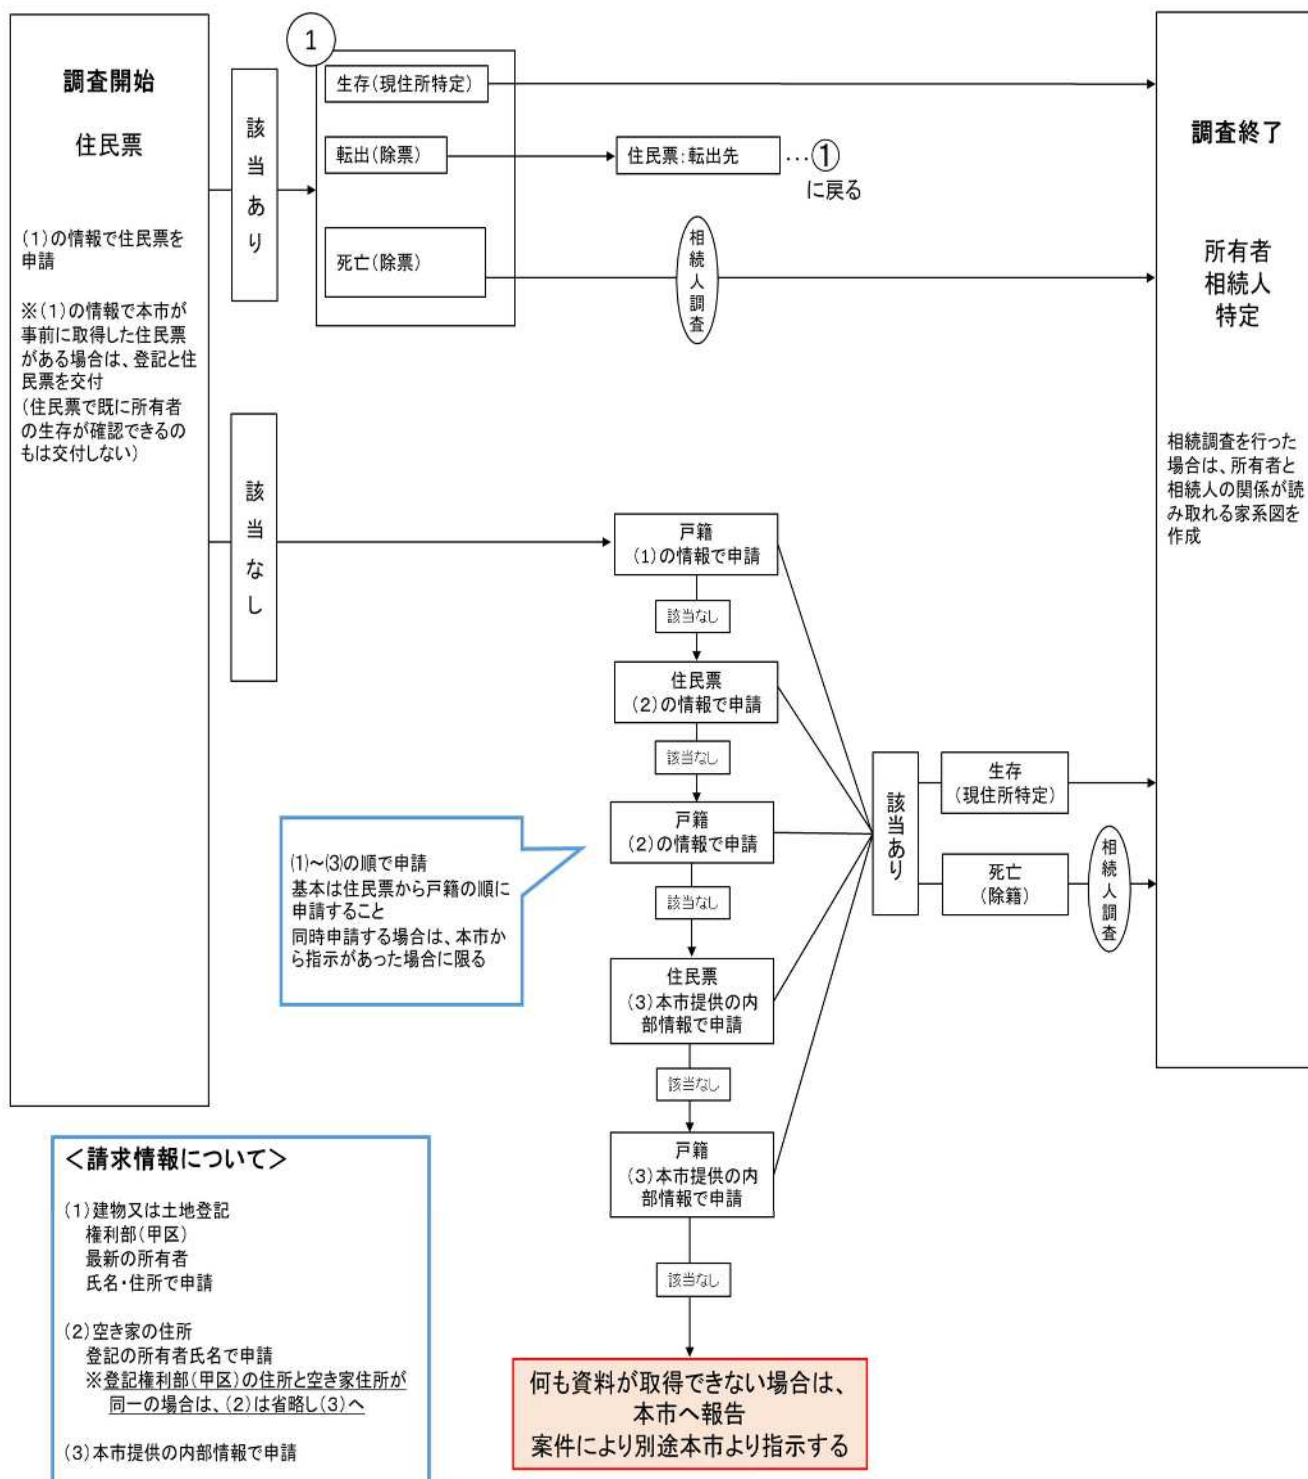 調査開始
住民票
(1)の情報で住民票を
申請
※(1)の情報で本市が
事前に取得した住民票
がある場合は、登記と住
民票を交付
(住民票で既に所有者
の生存が確認できるの
もは交付しない)
該当あり
①
生存(現住所特定)
転出(除票)
住民票:転出先
…①
に戻る
死亡(除票)
相続人調査
調査終了
所有者
相続人
特定
相続調査を行った
場合は、所有者と
相続人の関係が読
み取れる家系図を
作成
該当なし
戸籍
(1)の情報で申請
該当なし
住民票
(2)の情報で申請
該当なし
戸籍
(2)の情報で申請
該当なし
住民票
(3)本市提供の内
部情報で申請
該当なし
戸籍
(3)本市提供の内
部情報で申請
該当なし
何も資料が取得できない場合は、
本市へ報告
案件により別途本市より指示する
該当あり
生存
(現住所特定)
死亡
(除籍)
相続人調査
(1)~(3)の順で申請
基本は住民票から戸籍の順に
申請すること
同時申請する場合は、本市か
ら指示があった場合に限る
<請求情報について>
(1)建物又は土地登記
権利部(甲区)
最新の所有者
氏名・住所で申請
(2)空き家の住所
登記の所有者氏名で申請
※登記権利部(甲区)の住所と空き家住所が
同一の場合は、(2)は省略し(3)へ
(3)本市提供の内部情報で申請